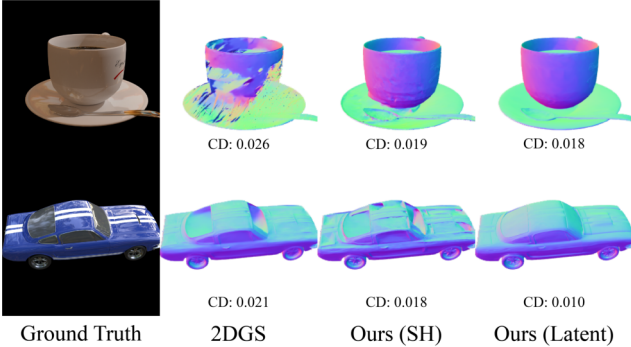 CD: 0.026 CD: 0.019 CD: 0.018
CD: 0.021 CD: 0.018 CD: 0.010
Ground Truth 2DGS Ours (SH) Ours (Latent)